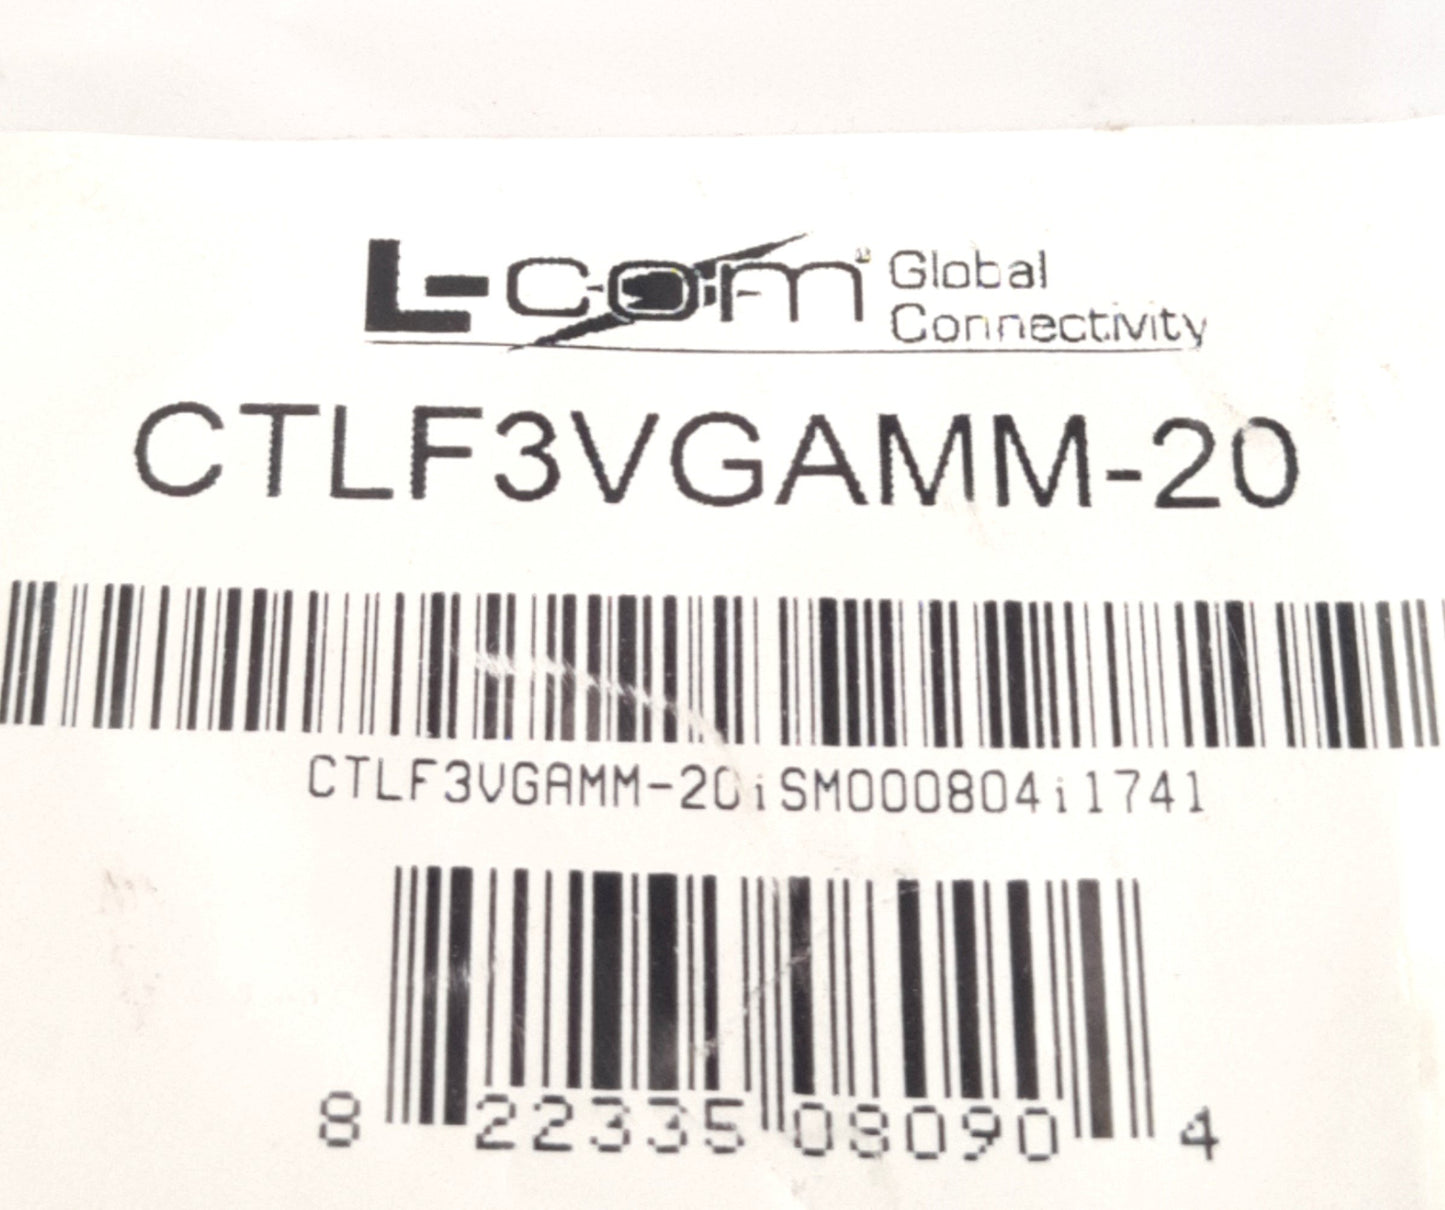 L-com® Global
Connectivity
CTLF3VGAMM-20
CTLF3VGAMM-20iSM000804i1741
8 22335 08090 4